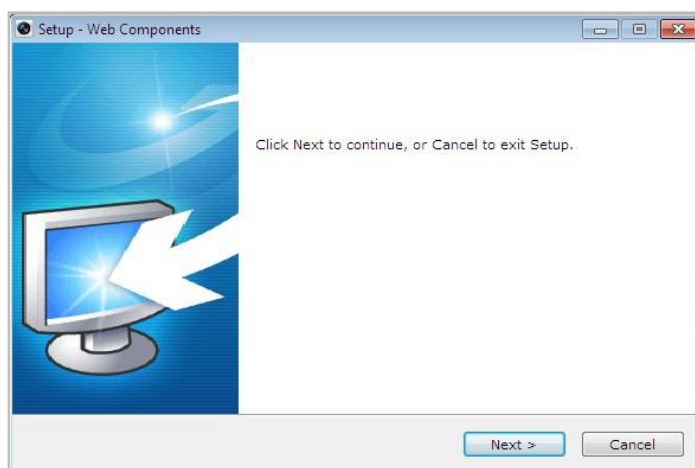 Setup - Web Components
Click Next to continue, or Cancel to exit Setup.
Next >
Cancel